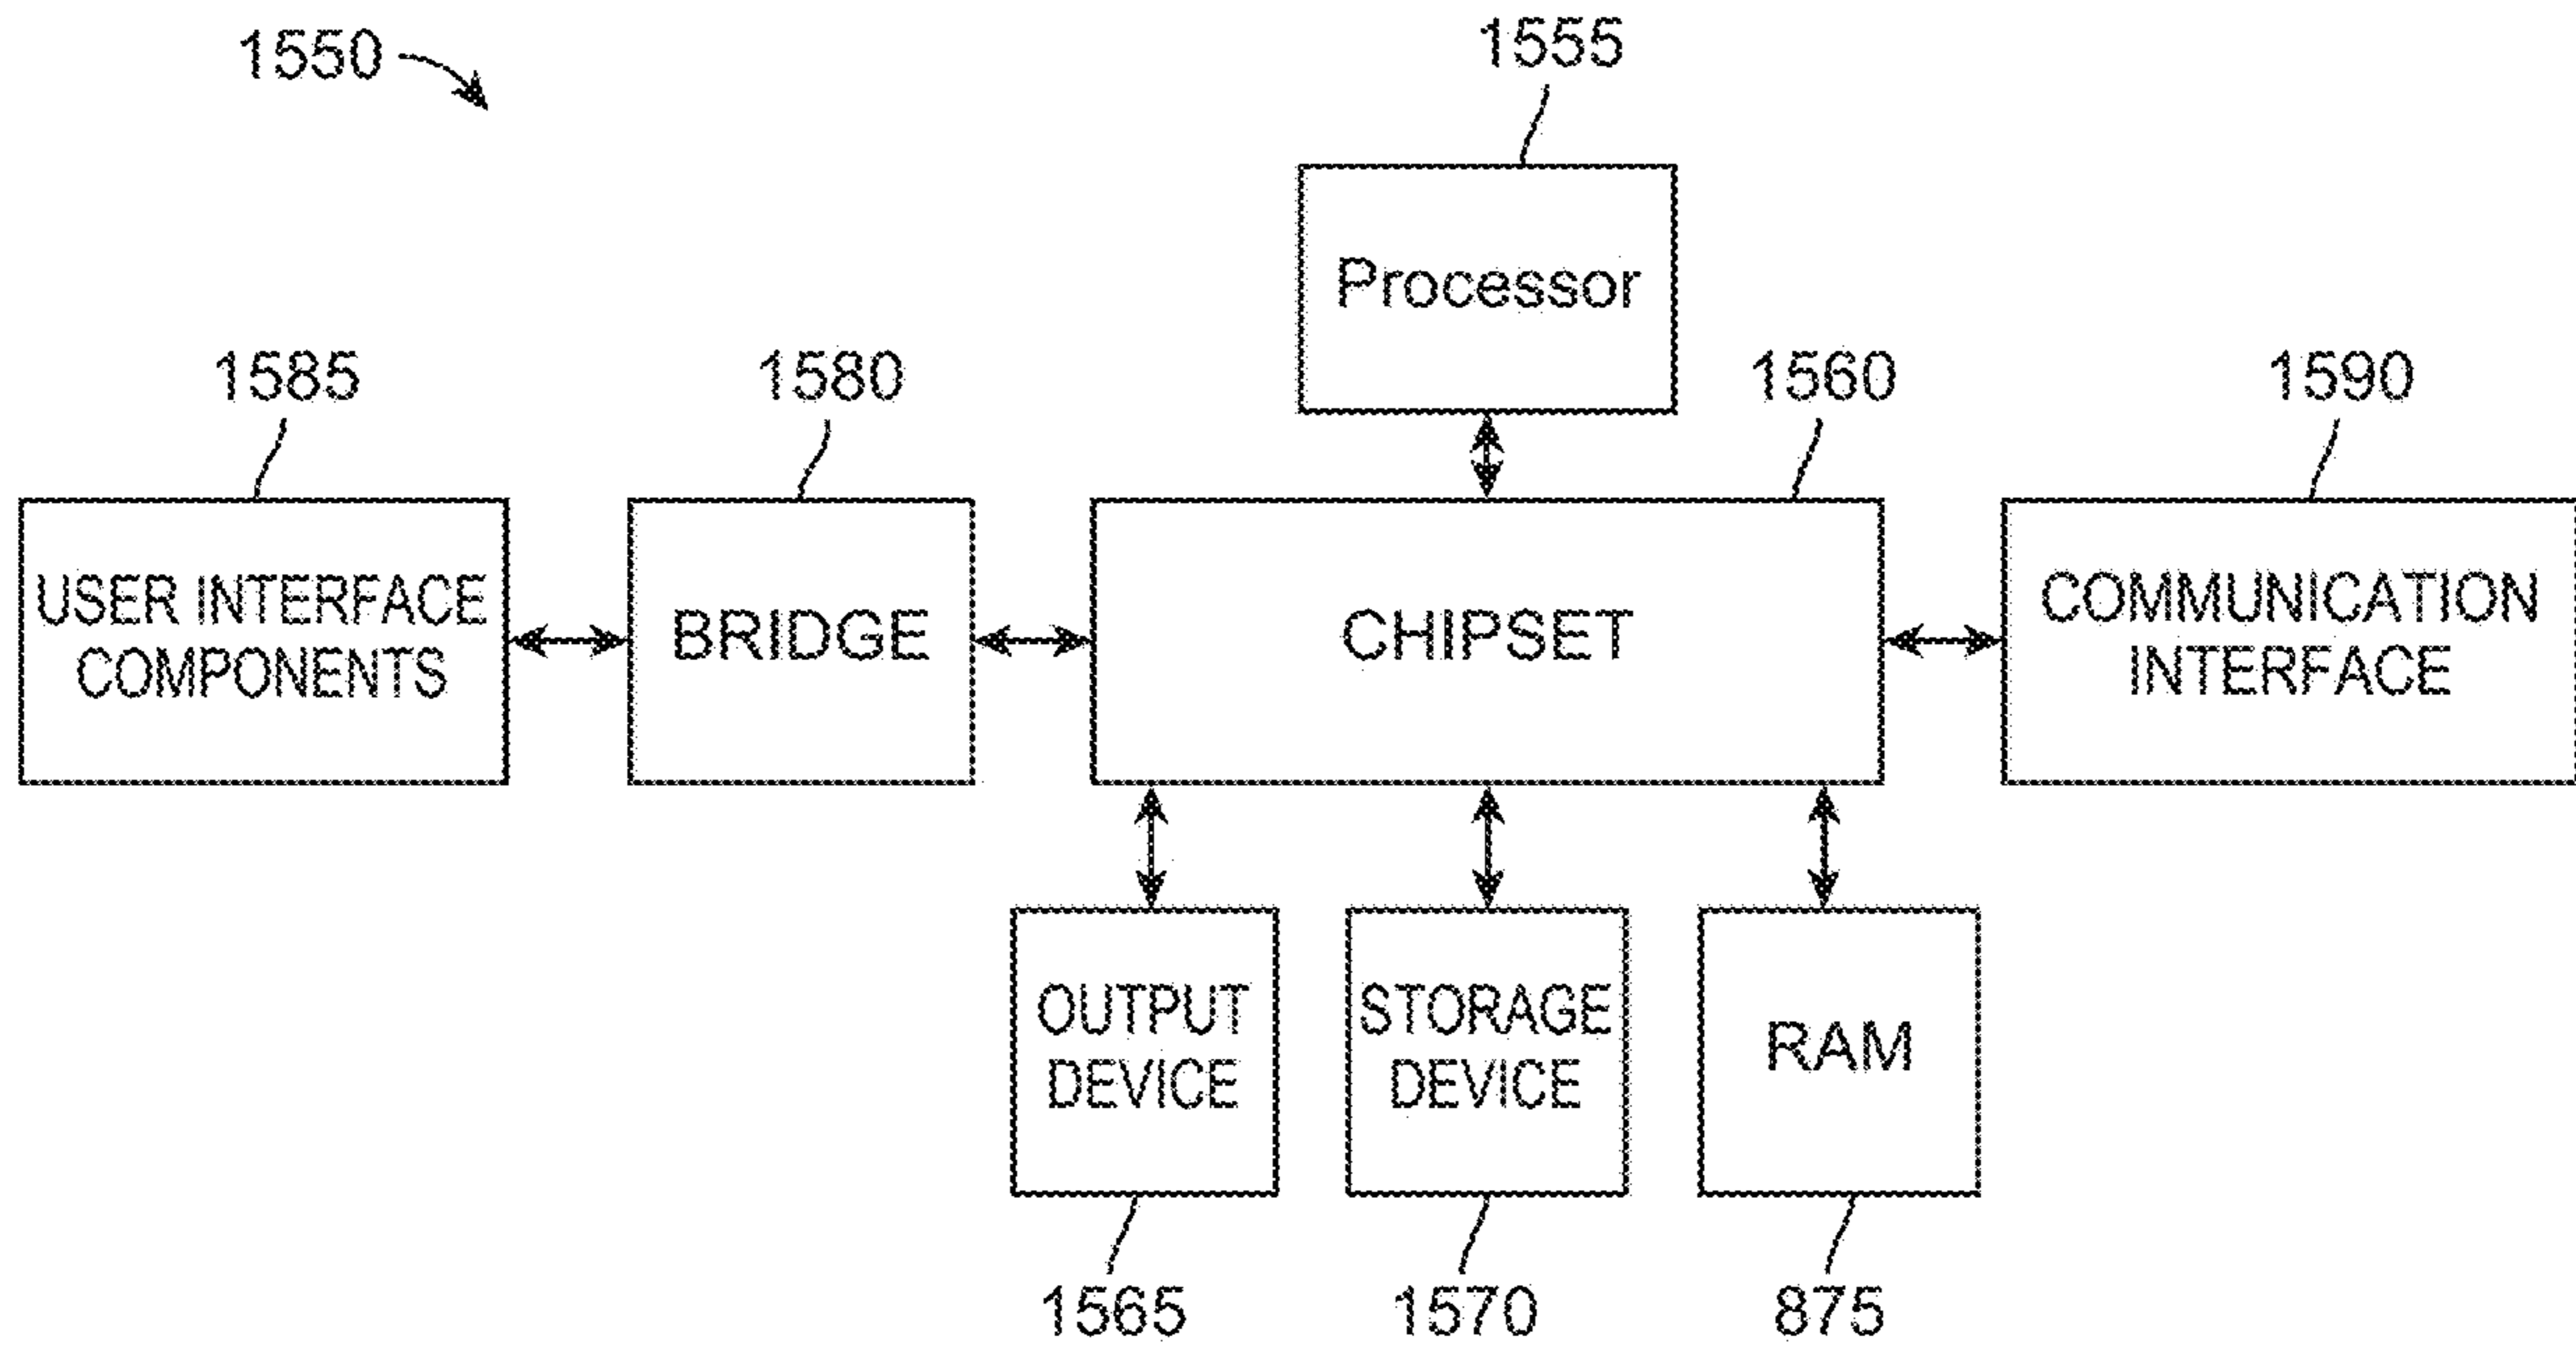 1550
1555
Processor
1585
1580
1560
1590
USER INTERFACE
COMPONENTS
BRIDGE
CHIPSET
COMMUNICATION
INTERFACE
OUTPUT
DEVICE
STORAGE
DEVICE
RAM
1565
1570
875